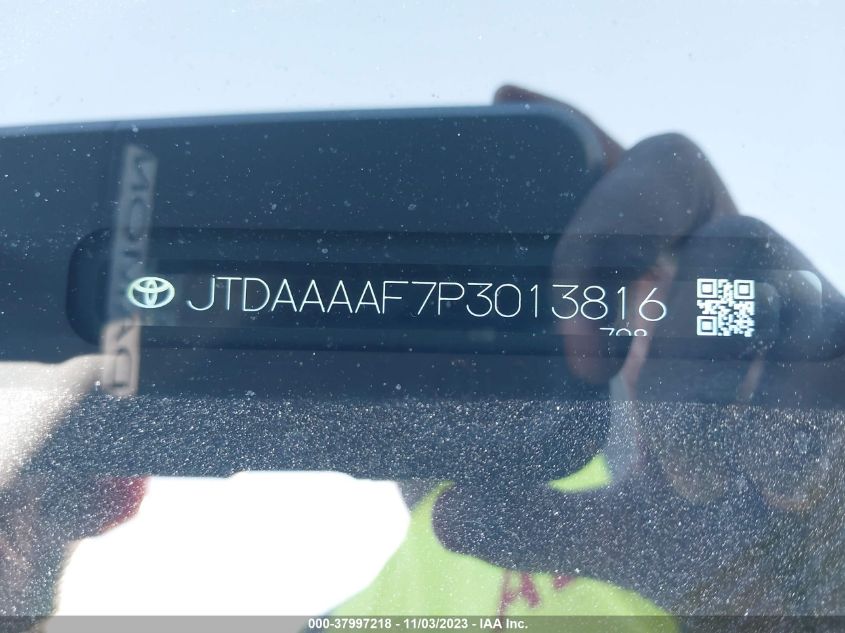 JTDAAAAF7P3013816
000-37997218 - 11/03/2023 - IAA Inc.